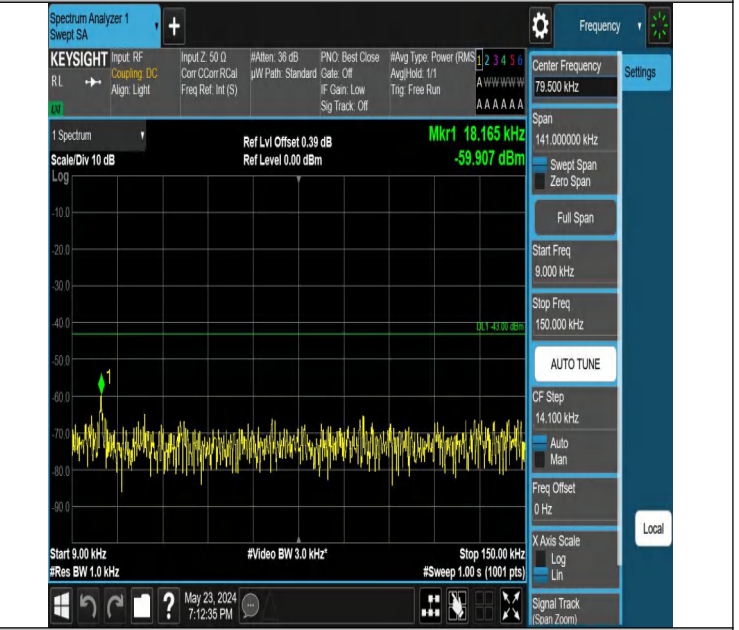 Spectrum Analyzer 1
Swept SA
+
Frequency
KEYSIGHT
RL
Input: RF
Coupling: DC
Align: Light
Input Z: 50 Ω
Corr CCorr RCal
Freq Ref: Int (S)
#Atten: 36 dB
µW Path: Standard
PNO: Best Close
Gate: Off
IF Gain: Low
Sig Track: Off
#Avg Type: Power (RMS
Avg|Hold: 1/1
Trig: Free Run
1 2 3 4 5 6
A W W W W W
A A A A A A
1 Spectrum
Scale/Div 10 dB
Log
Ref Lvl Offset 0.39 dB
Ref Level 0.00 dBm
Mkr1 18.165 kHz
-59.907 dBm
-10.0
-20.0
-30.0
-40.0
-50.0
-60.0
-70.0
-80.0
-90.0
DL1 -43.00 dBm
1
Start 9.00 kHz
#Res BW 1.0 kHz
#Video BW 3.0 kHz*
Stop 150.00 kHz
#Sweep 1.00 s (1001 pts)
May 23, 2024
7:12:35 PM
Center Frequency
79.500 kHz
Span
141.000000 kHz
Swept Span
Zero Span
Full Span
Start Freq
9.000 kHz
Stop Freq
150.000 kHz
AUTO TUNE
CF Step
14.100 kHz
Auto
Man
Freq Offset
0 Hz
X Axis Scale
Log
Lin
Signal Track
(Span Zoom)
Settings
Local